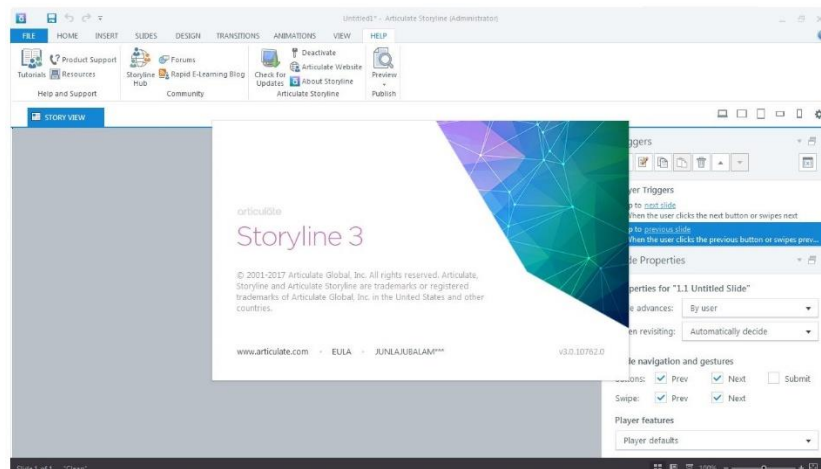 Untitled1* - Articulate Storyline (Administrator)
FILE HOME INSERT SLIDES DESIGN TRANSITIONS ANIMATIONS VIEW HELP
Tutorials
Product Support
Resources
Help and Support
Storyline Hub
Forums
Rapid E-Learning Blog
Community
Check for Updates
Deactivate
Articulate Website
About Storyline
Articulate Storyline
Preview
Publish
STORY VIEW
articulate
Storyline 3
© 2001-2017 Articulate Global, Inc. All rights reserved. Articulate,
Storyline and Articulate Storyline are trademarks or registered
trademarks of Articulate Global, Inc. in the United States and other
countries.
www.articulate.com · EULA · JUNLAJUBALAM*** v3.0.10762.0
ggers
yer Triggers
p to next slide
When the user clicks the next button or swipes next
p to previous slide
When the user clicks the previous button or swipes prev...
de Properties
perties for "1.1 Untitled Slide"
e advances: By user
en revisiting: Automatically decide
de navigation and gestures
Prev Next Submit
Swipe: Prev Next
Player features
Player defaults
Slide 1 of 1 "Clean" 100%